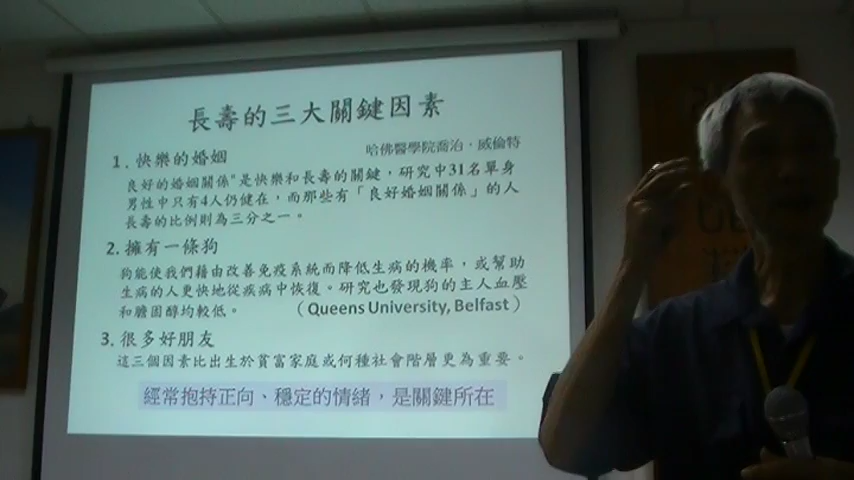 長壽的三大關鍵因素
哈佛醫學院喬治．威倫特
1. 快樂的婚姻
良好的婚姻關係"是快樂和長壽的關鍵，研究中31名單身
男性中只有4人仍健在，而那些有「良好婚姻關係」的人
長壽的比例則為三分之一。
2. 擁有一條狗
狗能使我們藉由改善免疫系統而降低生病的機率，或幫助
生病的人更快地從疾病中恢復。研究也發現狗的主人血壓
和膽固醇均較低。 （Queens University, Belfast）
3. 很多好朋友
這三個因素比出生於貧富家庭或何種社會階層更為重要。
經常抱持正向、穩定的情緒，是關鍵所在